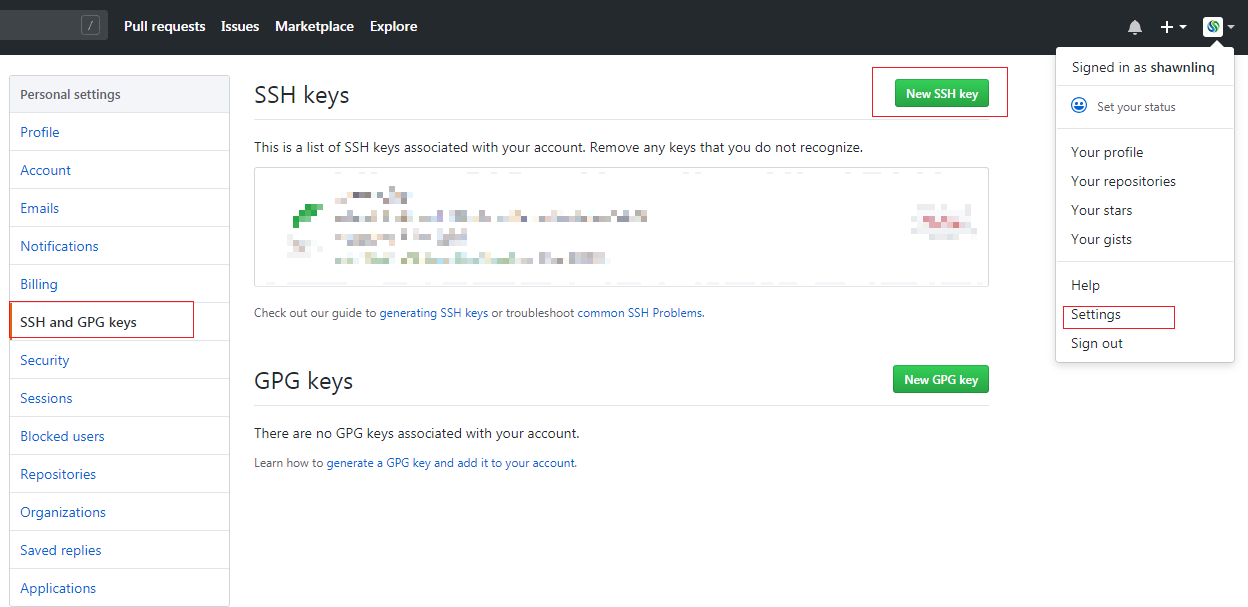 /
Pull requests Issues Marketplace Explore
Signed in as shawnlinq
Set your status
Your profile
Your repositories
Your stars
Your gists
Help
Settings
Sign out
Personal settings
Profile
Account
Emails
Notifications
Billing
SSH and GPG keys
Security
Sessions
Blocked users
Repositories
Organizations
Saved replies
Applications
SSH keys
New SSH key
This is a list of SSH keys associated with your account. Remove any keys that you do not recognize.
Check out our guide to generating SSH keys or troubleshoot common SSH Problems.
GPG keys
New GPG key
There are no GPG keys associated with your account.
Learn how to generate a GPG key and add it to your account.